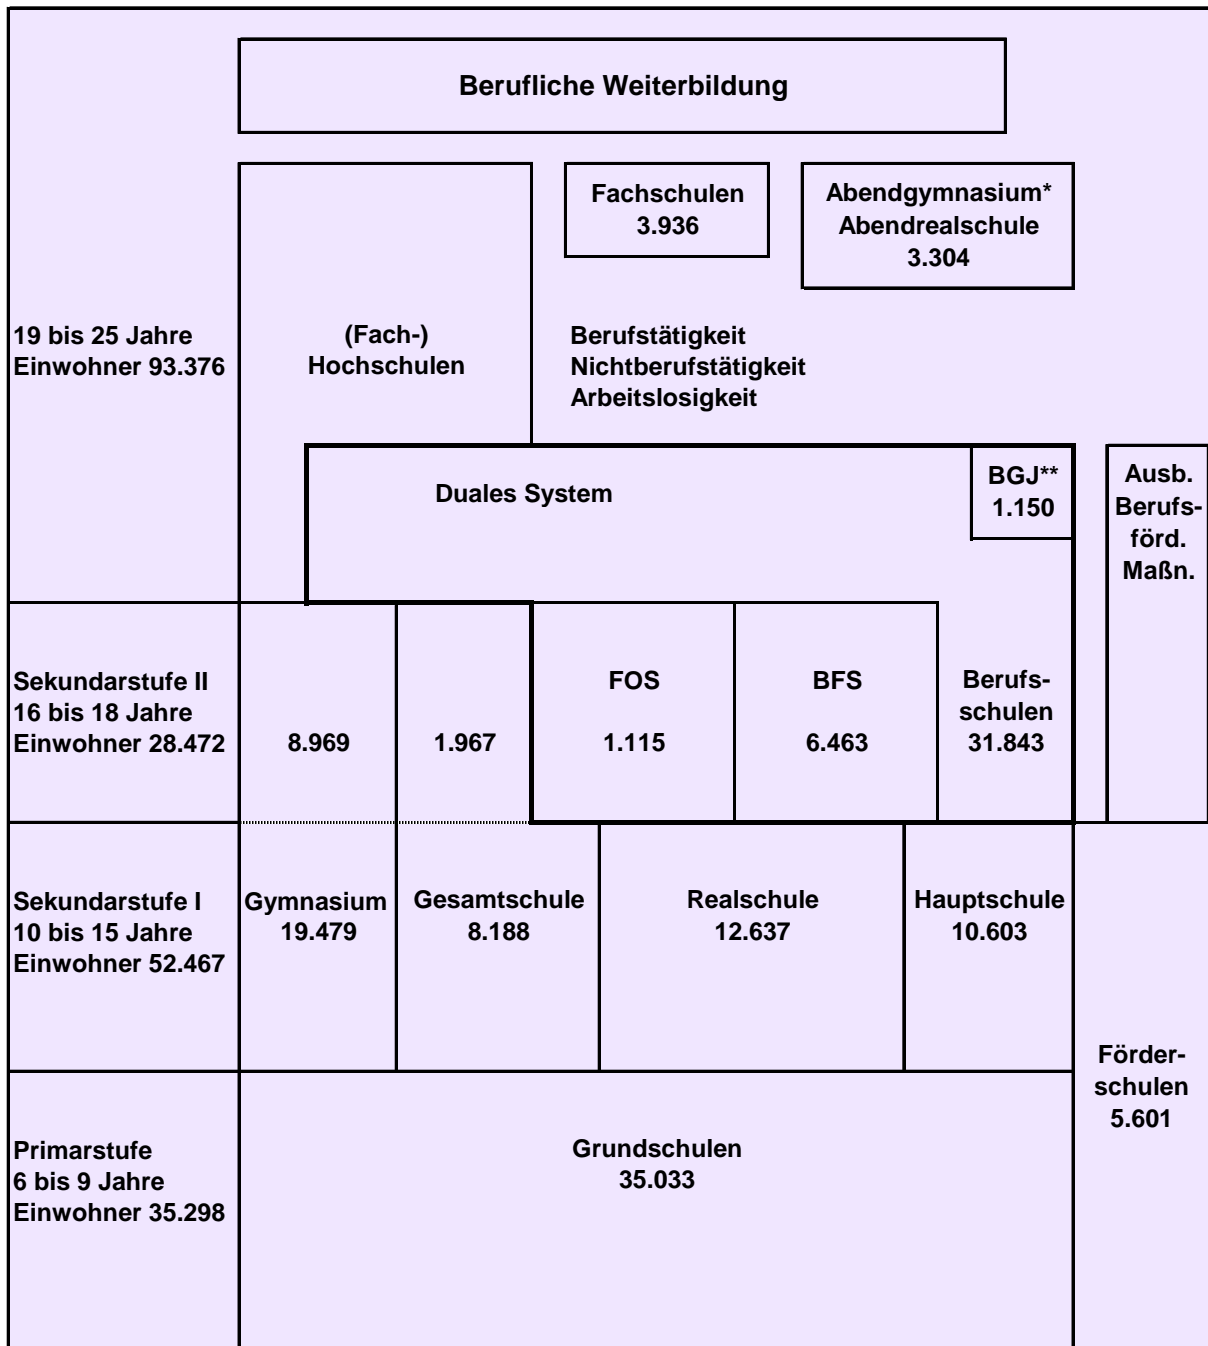 Berufliche Weiterbildung
Fachschulen
3.936
Abendgymnasium*
Abendrealschule
3.304
19 bis 25 Jahre
Einwohner 93.376
(Fach-)
Hochschulen
Berufstätigkeit
Nichtberufstätigkeit
Arbeitslosigkeit
Duales System
BGJ**
1.150
Ausb.
Berufs-
förd.
Maßn.
Sekundarstufe II
16 bis 18 Jahre
Einwohner 28.472
8.969
1.967
FOS
1.115
BFS
6.463
Berufs-
schulen
31.843
Sekundarstufe I
10 bis 15 Jahre
Einwohner 52.467
Gymnasium
19.479
Gesamtschule
8.188
Realschule
12.637
Hauptschule
10.603
Förder-
schulen
5.601
Primarstufe
6 bis 9 Jahre
Einwohner 35.298
Grundschulen
35.033